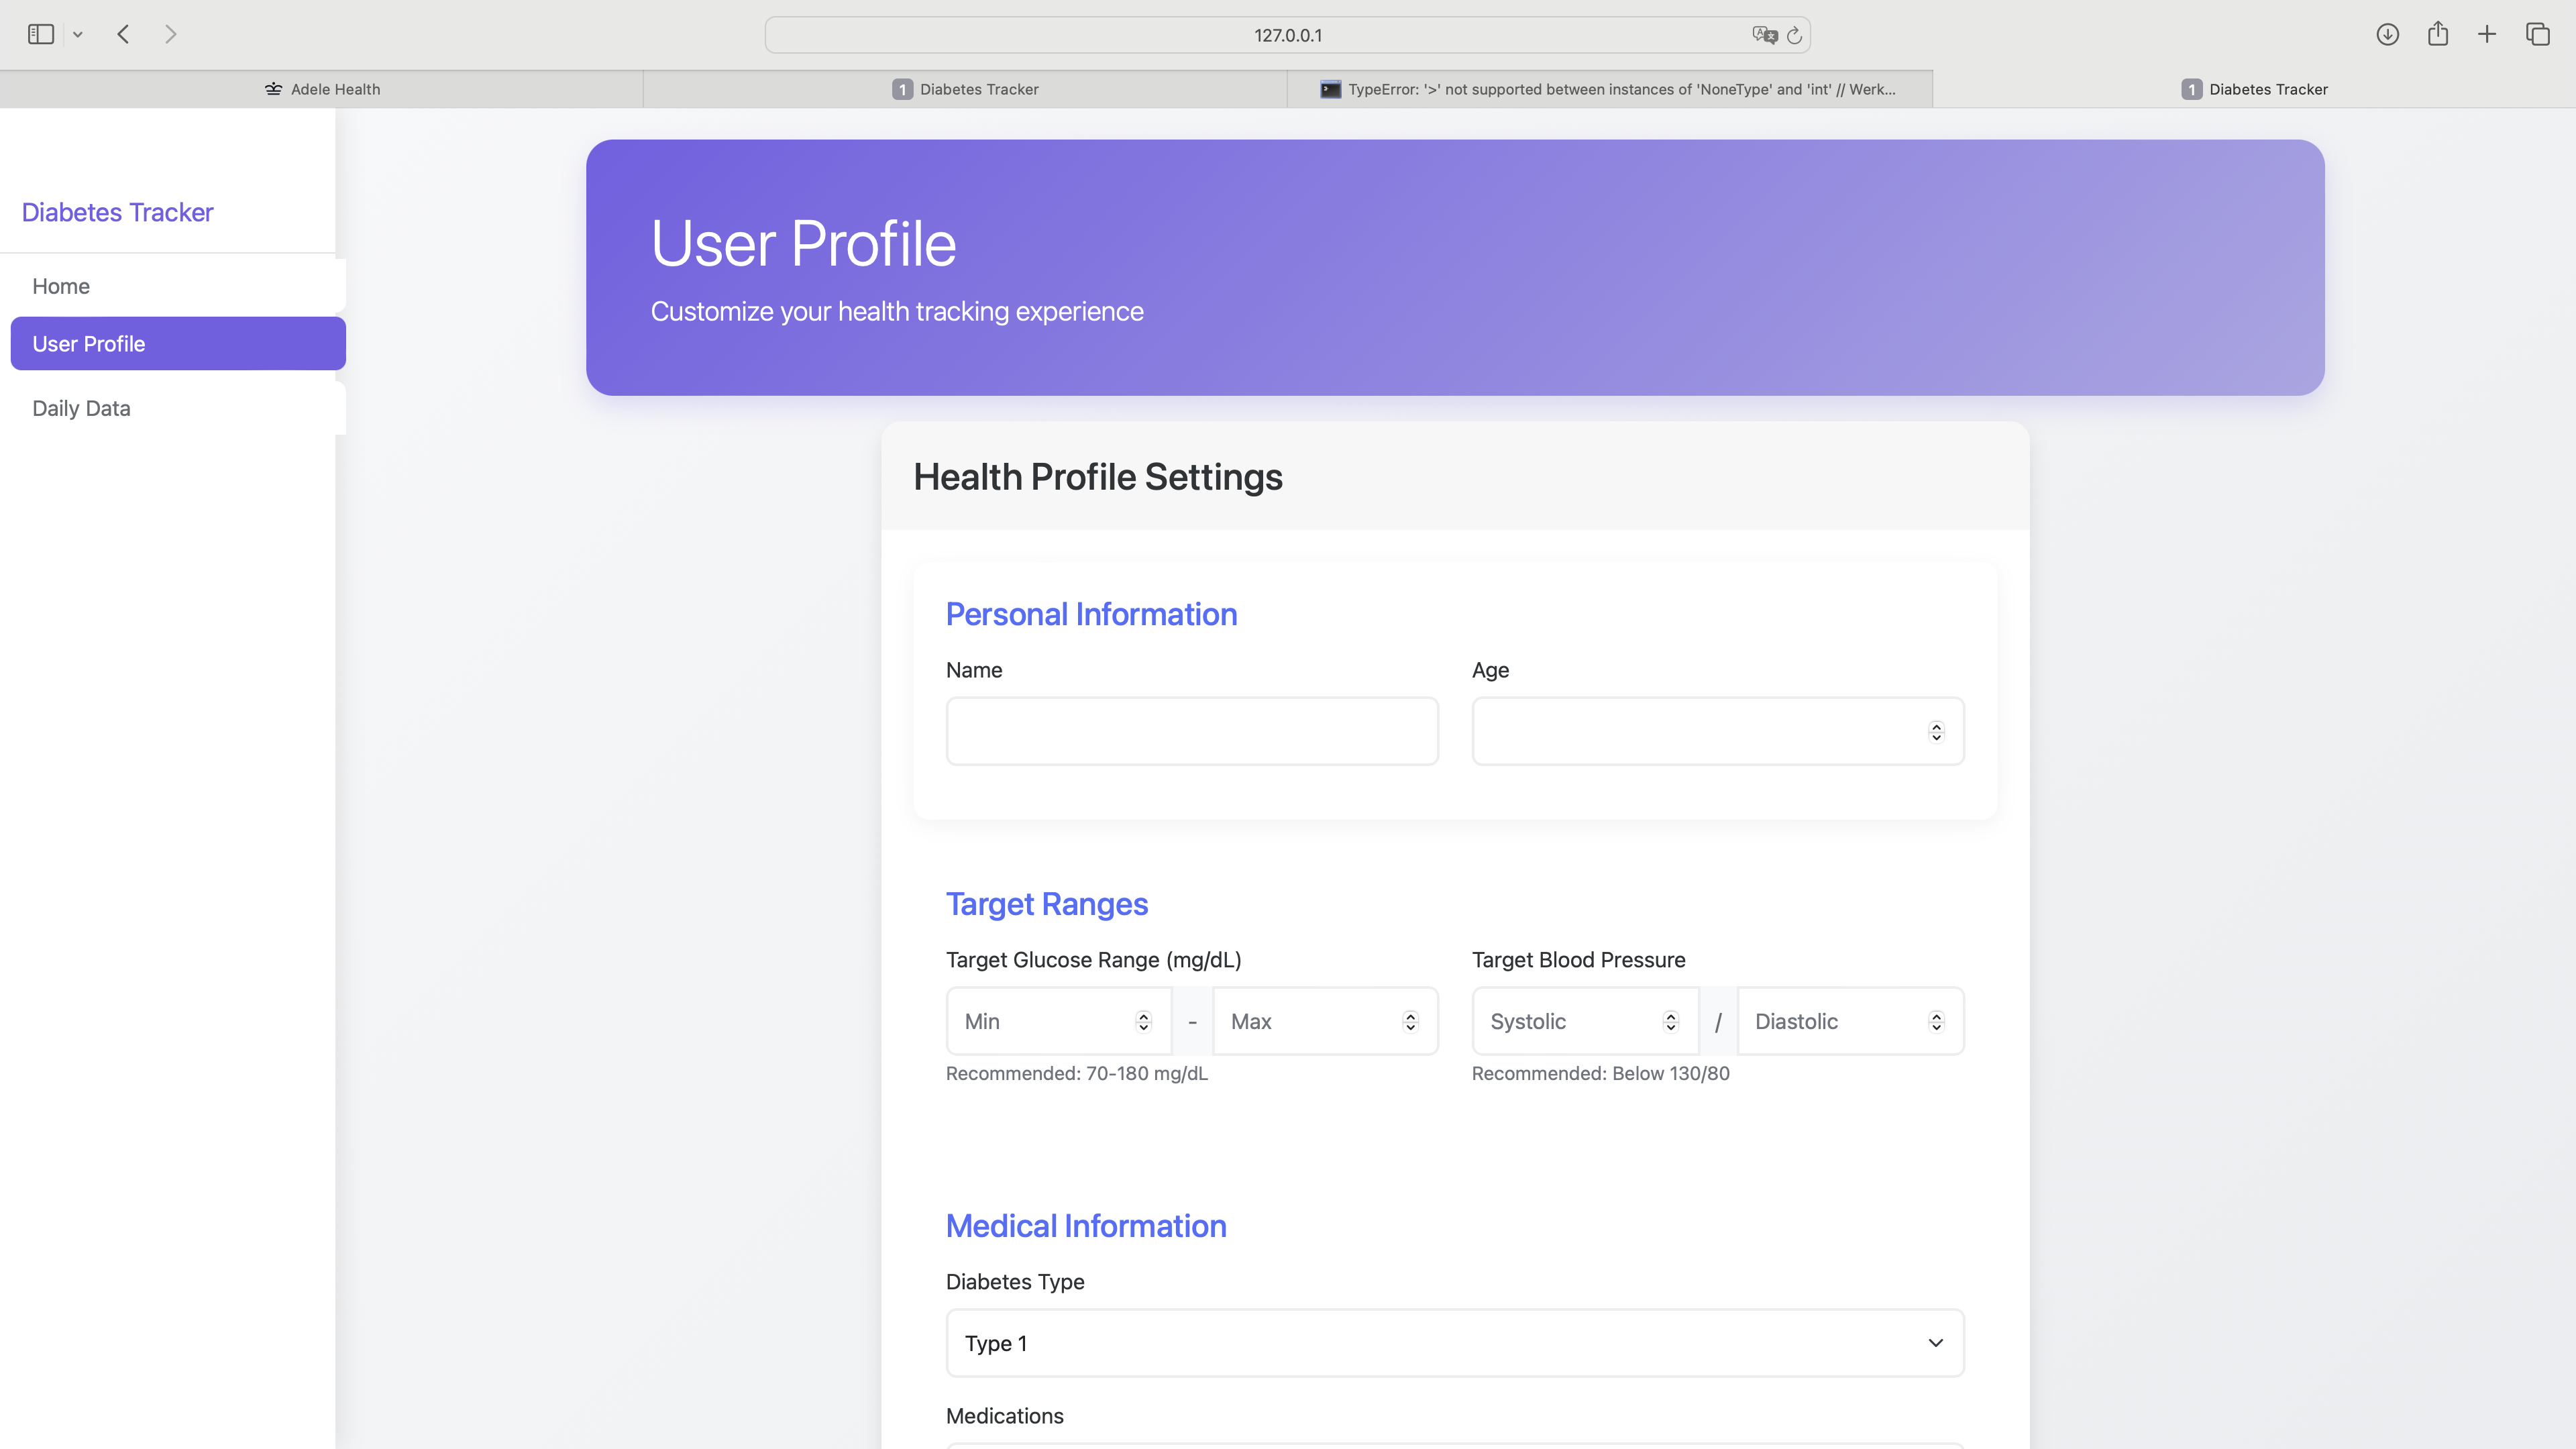 127.0.0.1
Adele Health
1 Diabetes Tracker
TypeError: '>' not supported between instances of 'NoneType' and 'int' // Werk...
1 Diabetes Tracker
Diabetes Tracker
Home
User Profile
Daily Data
User Profile
Customize your health tracking experience
Health Profile Settings
Personal Information
Name Age
Target Ranges
Target Glucose Range (mg/dL) Target Blood Pressure
Min - Max Systolic / Diastolic
Recommended: 70-180 mg/dL Recommended: Below 130/80
Medical Information
Diabetes Type
Type 1
Medications